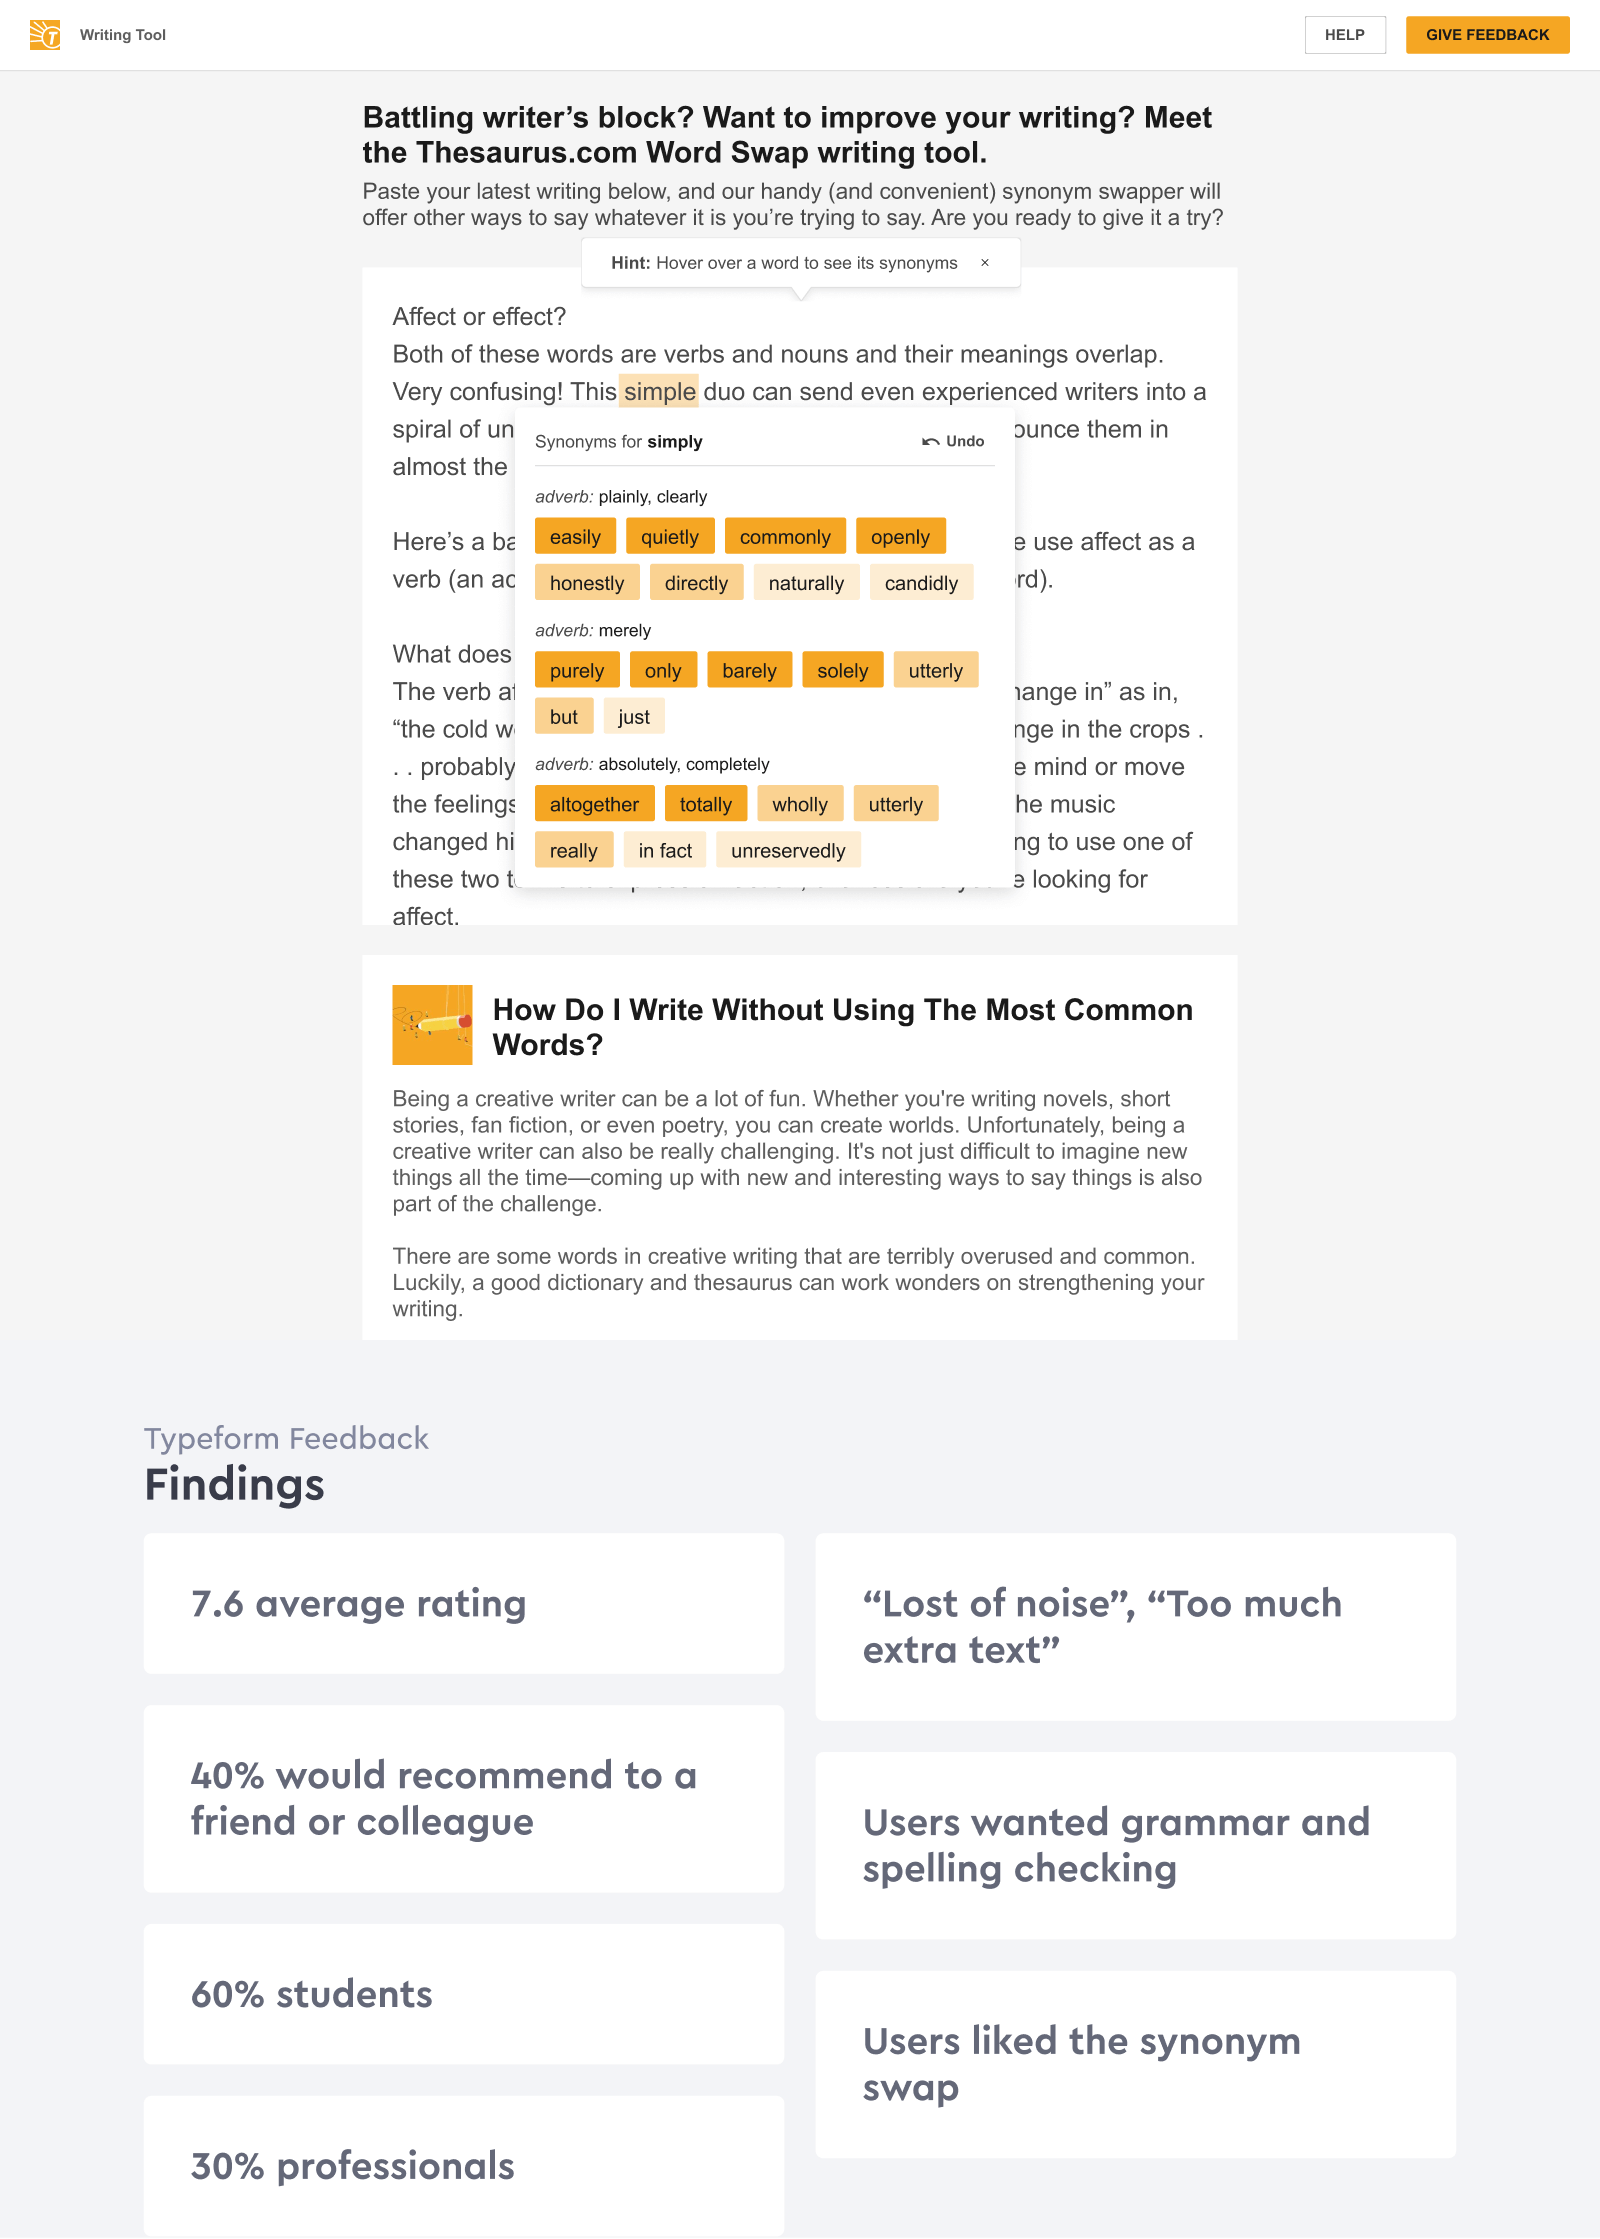 Writing Tool
HELP
GIVE FEEDBACK
Battling writer’s block? Want to improve your writing? Meet
the Thesaurus.com Word Swap writing tool.
Paste your latest writing below, and our handy (and convenient) synonym swapper will
offer other ways to say whatever it is you’re trying to say. Are you ready to give it a try?
Hint: Hover over a word to see its synonyms ×
Affect or effect?
Both of these words are verbs and nouns and their meanings overlap.
Very confusing! This simple duo can send even experienced writers into a
spiral of un
ounce them in
almost the
Synonyms for simply
Undo
adverb: plainly, clearly
easily quietly commonly openly
honestly directly naturally candidly
adverb: merely
purely only barely solely utterly
but just
adverb: absolutely, completely
altogether totally wholly utterly
really in fact unreservedly
Here’s a ba
e use affect as a
verb (an ac
rd).
What does
The verb af
hange in” as in,
“the cold w
nge in the crops .
. . probably
e mind or move
the feelings
he music
changed hi
ng to use one of
these two t
e looking for
affect.
How Do I Write Without Using The Most Common
Words?
Being a creative writer can be a lot of fun. Whether you're writing novels, short
stories, fan fiction, or even poetry, you can create worlds. Unfortunately, being a
creative writer can also be really challenging. It's not just difficult to imagine new
things all the time—coming up with new and interesting ways to say things is also
part of the challenge.
There are some words in creative writing that are terribly overused and common.
Luckily, a good dictionary and thesaurus can work wonders on strengthening your
writing.
Typeform Feedback
Findings
7.6 average rating
40% would recommend to a
friend or colleague
60% students
30% professionals
“Lost of noise”, “Too much
extra text”
Users wanted grammar and
spelling checking
Users liked the synonym
swap